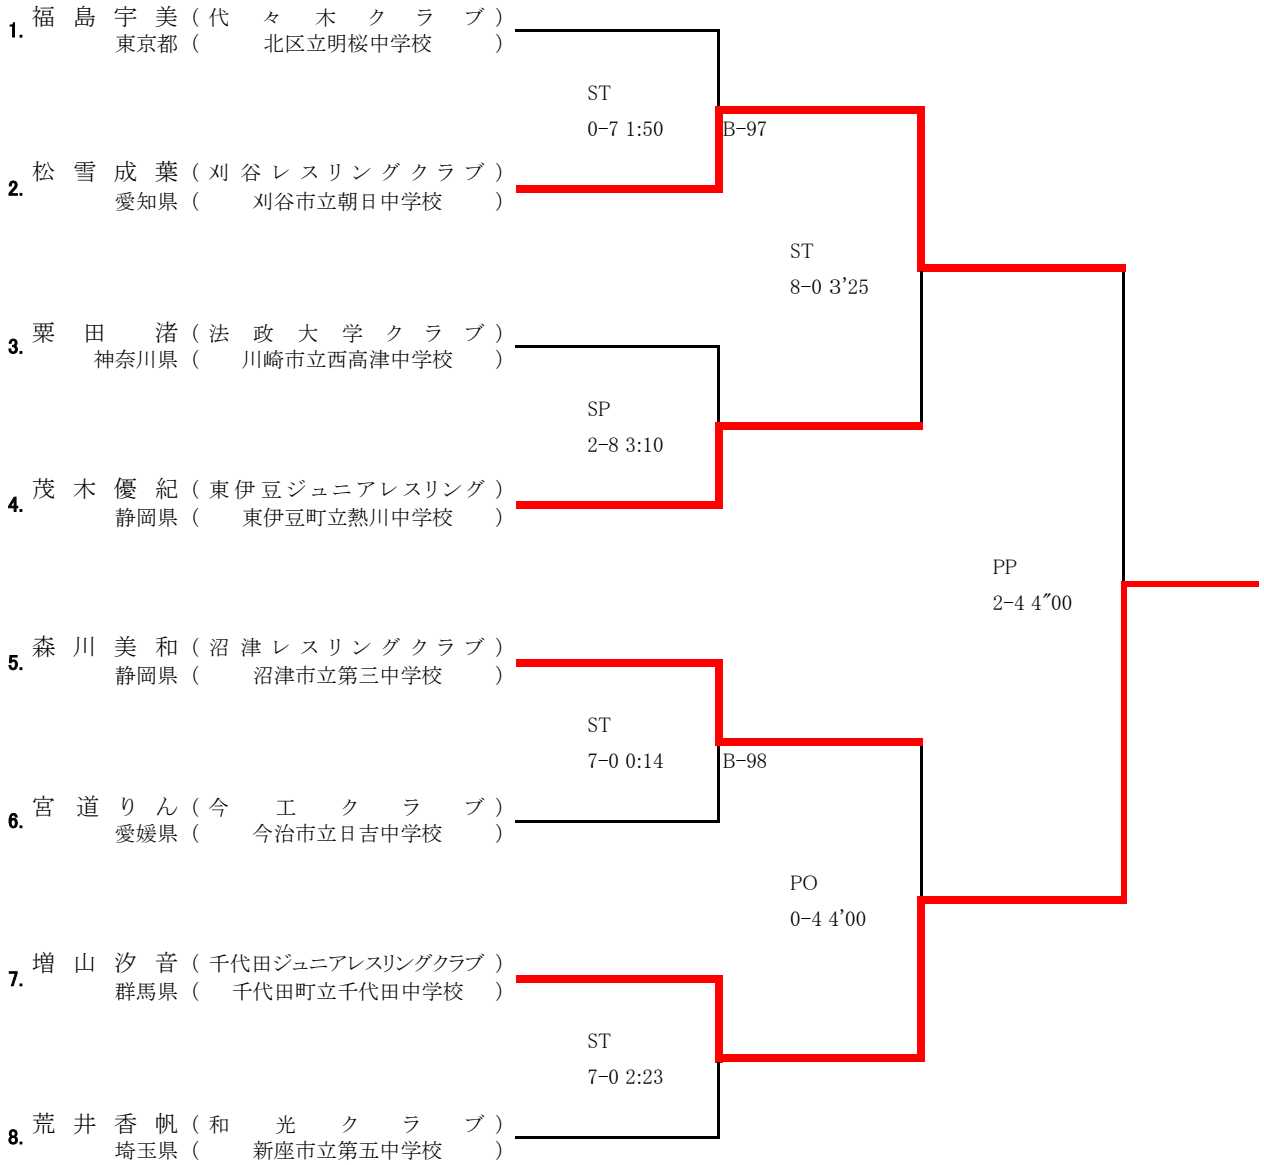 1. 福島宇美 (代々木クラブ)
東京都 ( 北区立明桜中学校 )
ST
0-7 1:50
B-97
2. 松雪成葉 (刈谷レスリングクラブ)
愛知県 ( 刈谷市立朝日中学校 )
ST
8-0 3’25
3. 粟田渚 (法政大学クラブ)
神奈川県 ( 川崎市立西高津中学校 )
SP
2-8 3:10
4. 茂木優紀 (東伊豆ジュニアレスリング)
静岡県 ( 東伊豆町立熱川中学校 )
PP
2-4 4"00
5. 森川美和 (沼津レスリングクラブ)
静岡県 ( 沼津市立第三中学校 )
ST
7-0 0:14
B-98
6. 宮道りん (今工クラブ)
愛媛県 ( 今治市立日吉中学校 )
PO
0-4 4’00
7. 増山汐音 (千代田ジュニアレスリングクラブ)
群馬県 ( 千代田町立千代田中学校 )
ST
7-0 2:23
8. 荒井香帆 (和光クラブ)
埼玉県 ( 新座市立第五中学校 )